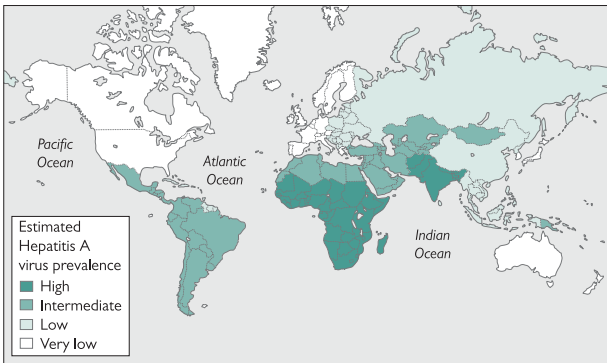 Pacific
Ocean
Atlantic
Ocean
Indian
Ocean
Estimated
Hepatitis A
virus prevalence
High
Intermediate
Low
Very low